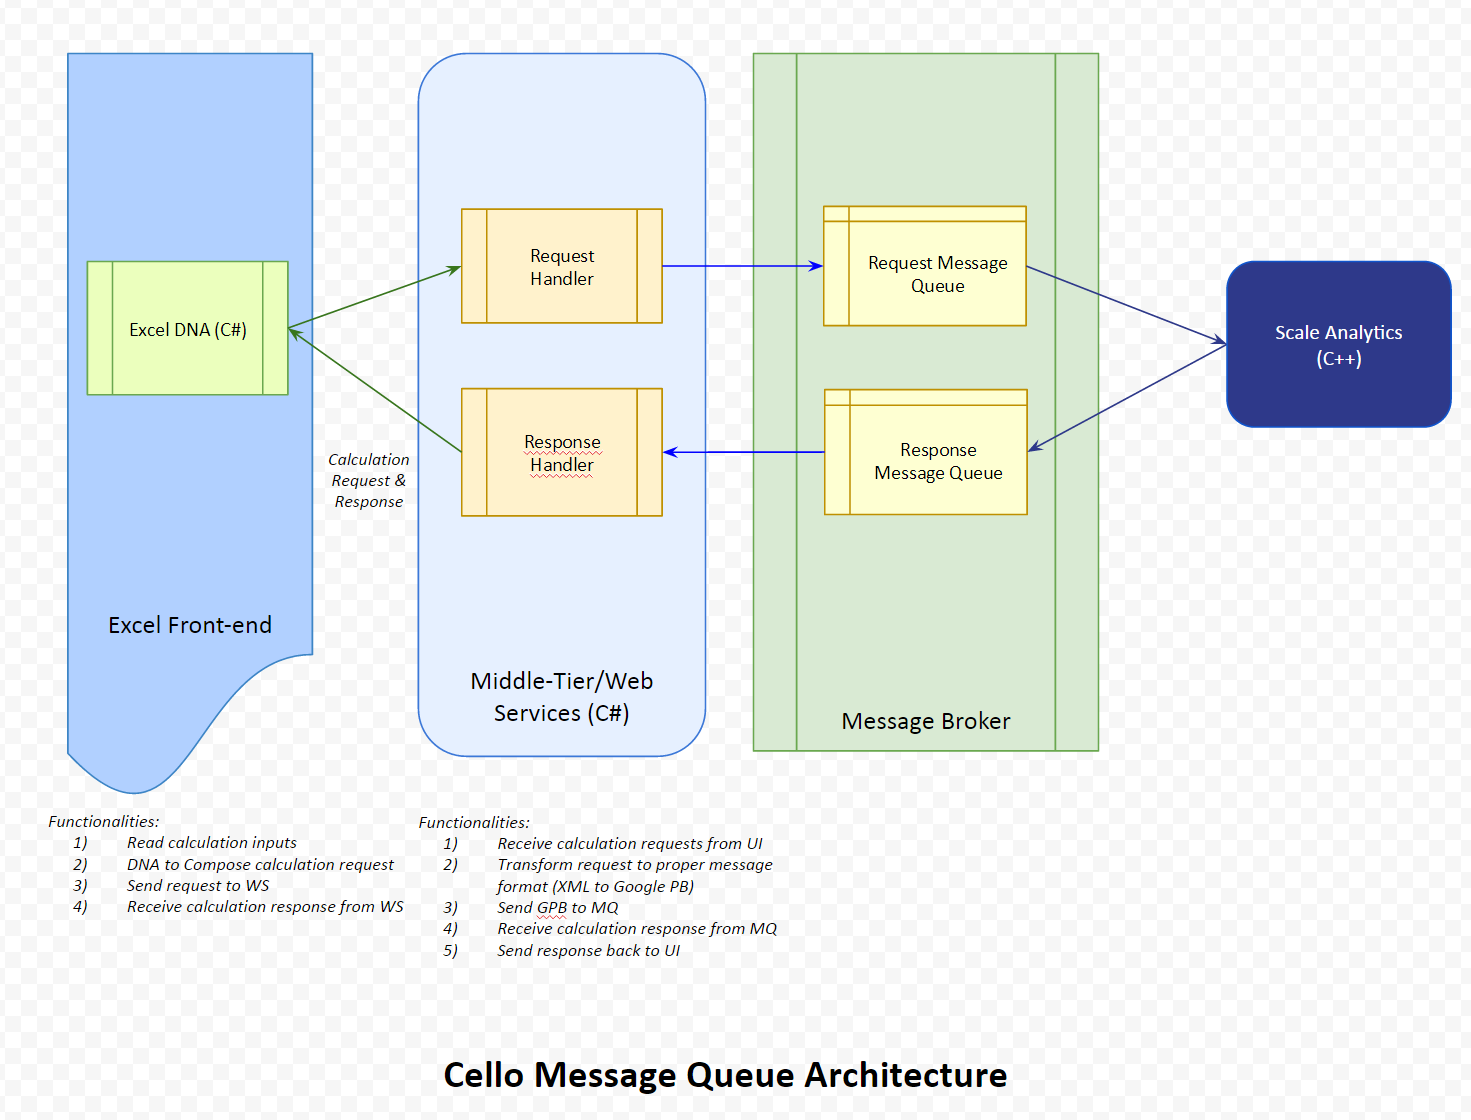 Request
Handler
Request Message
Queue
Excel DNA (C#)
Scale Analytics
(C++)
Response
Handler
Response
Message Queue
Calculation
Request &
Response
Excel Front-end
Middle-Tier/Web
Services (C#)
Message Broker
Functionalities:
1) Read calculation inputs
2) DNA to Compose calculation request
3) Send request to WS
4) Receive calculation response from WS
Functionalities:
1) Receive calculation requests from UI
2) Transform request to proper message
format (XML to Google PB)
3) Send GPB to MQ
4) Receive calculation response from MQ
5) Send response back to UI
Cello Message Queue Architecture